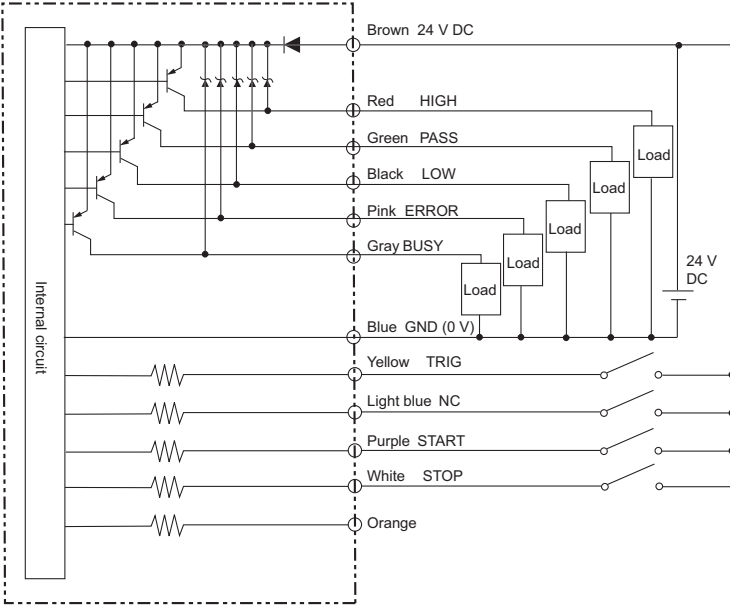 Brown 24 V DC
Red HIGH
Green PASS
Black LOW
Pink ERROR
Gray BUSY
Load
Load
Load
Load
Load
24 V
DC
Internal circuit
Blue GND (0 V)
Yellow TRIG
Light blue NC
Purple START
White STOP
Orange